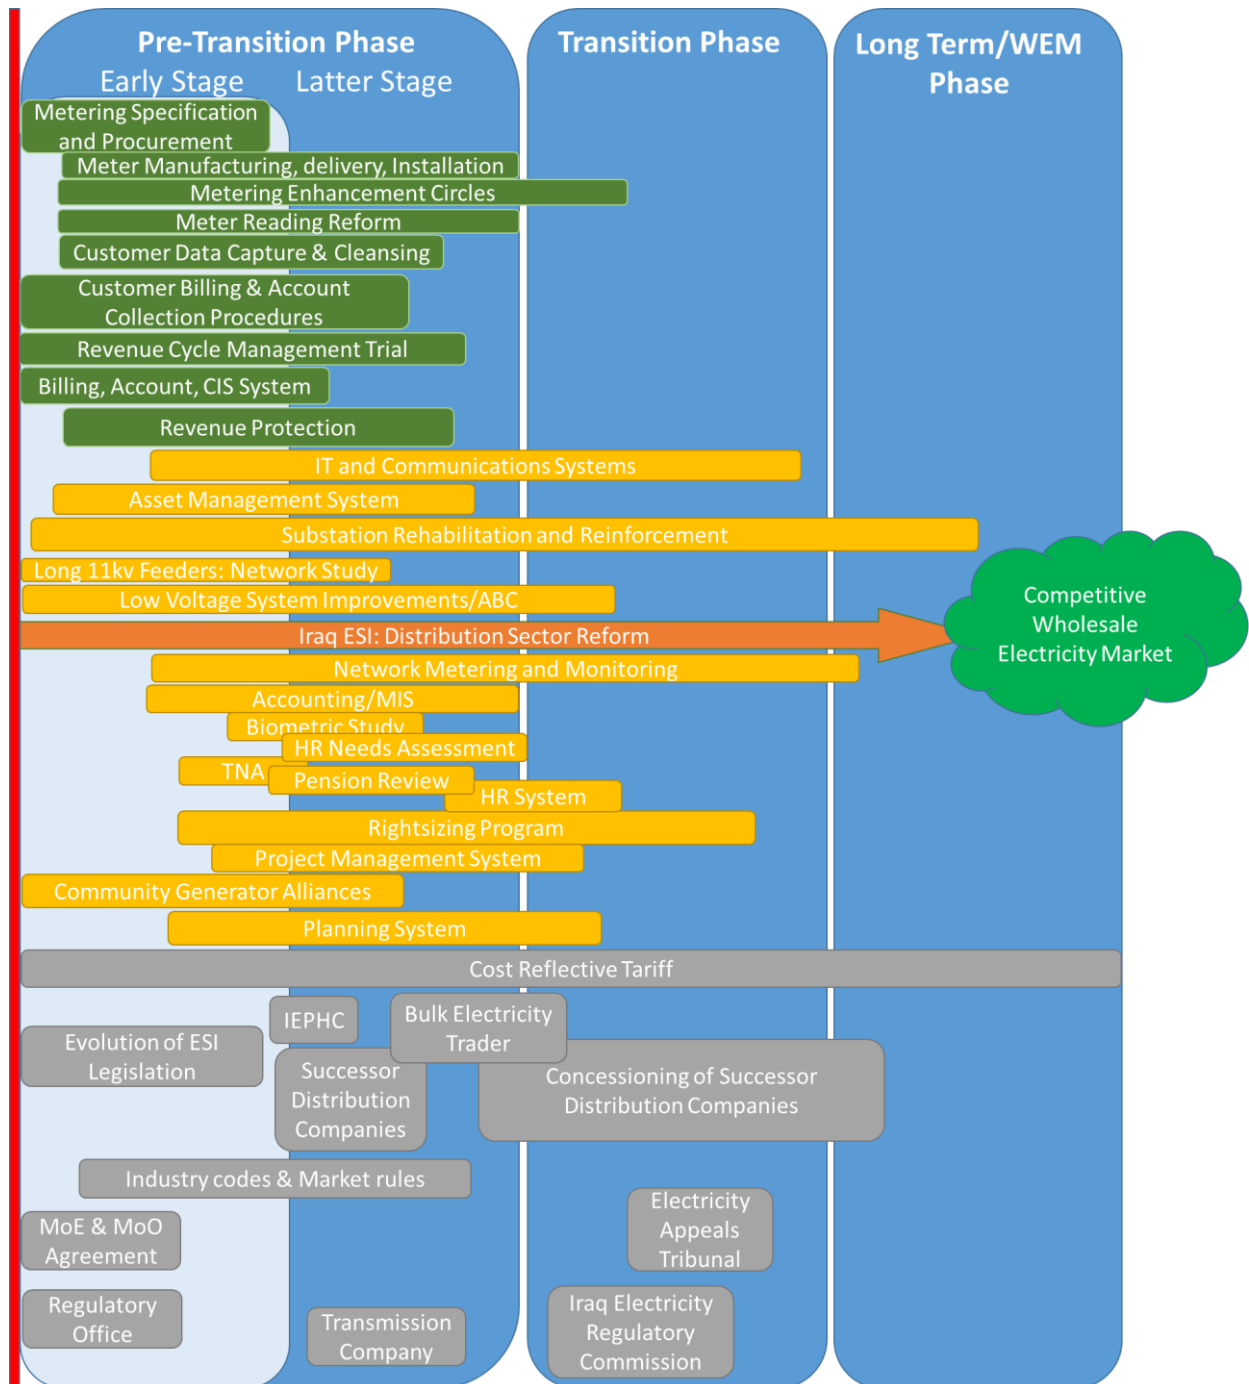 Pre-Transition Phase
Early Stage
Latter Stage
Transition Phase
Long Term/WEM
Phase
Metering Specification
and Procurement
Meter Manufacturing, delivery, Installation
Metering Enhancement Circles
Meter Reading Reform
Customer Data Capture & Cleansing
Customer Billing & Account
Collection Procedures
Revenue Cycle Management Trial
Billing, Account, CIS System
Revenue Protection
IT and Communications Systems
Asset Management System
Substation Rehabilitation and Reinforcement
Long 11kv Feeders: Network Study
Low Voltage System Improvements/ABC
Iraq ESI: Distribution Sector Reform
Competitive
Wholesale
Electricity Market
Network Metering and Monitoring
Accounting/MIS
Biometric Study
HR Needs Assessment
TNA
Pension Review
HR System
Rightsizing Program
Project Management System
Community Generator Alliances
Planning System
Cost Reflective Tariff
IEPHC
Bulk Electricity
Trader
Evolution of ESI
Legislation
Successor
Distribution
Companies
Concessioning of Successor
Distribution Companies
Industry codes & Market rules
MoE & MoO
Agreement
Electricity
Appeals
Tribunal
Regulatory
Office
Transmission
Company
Iraq Electricity
Regulatory
Commission